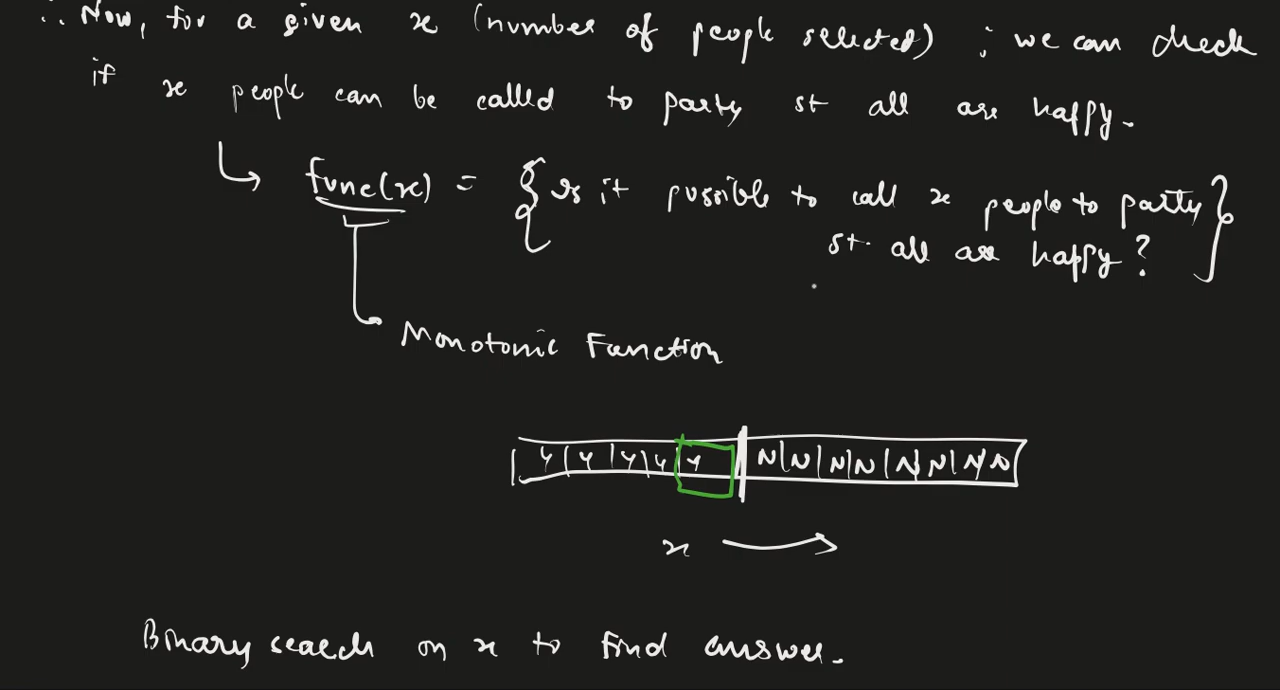 ∴ Now, for a given x (number of people selected) ; we can check
if x people can be called to party st all are happy.
↳ func(x) = { Is it possible to call x people to party
st. all are happy? }
Monotonic Function
Y | Y | Y | Y | Y | N | N | N | N | N | N | N | N
x →
Binary search on x to find answer.